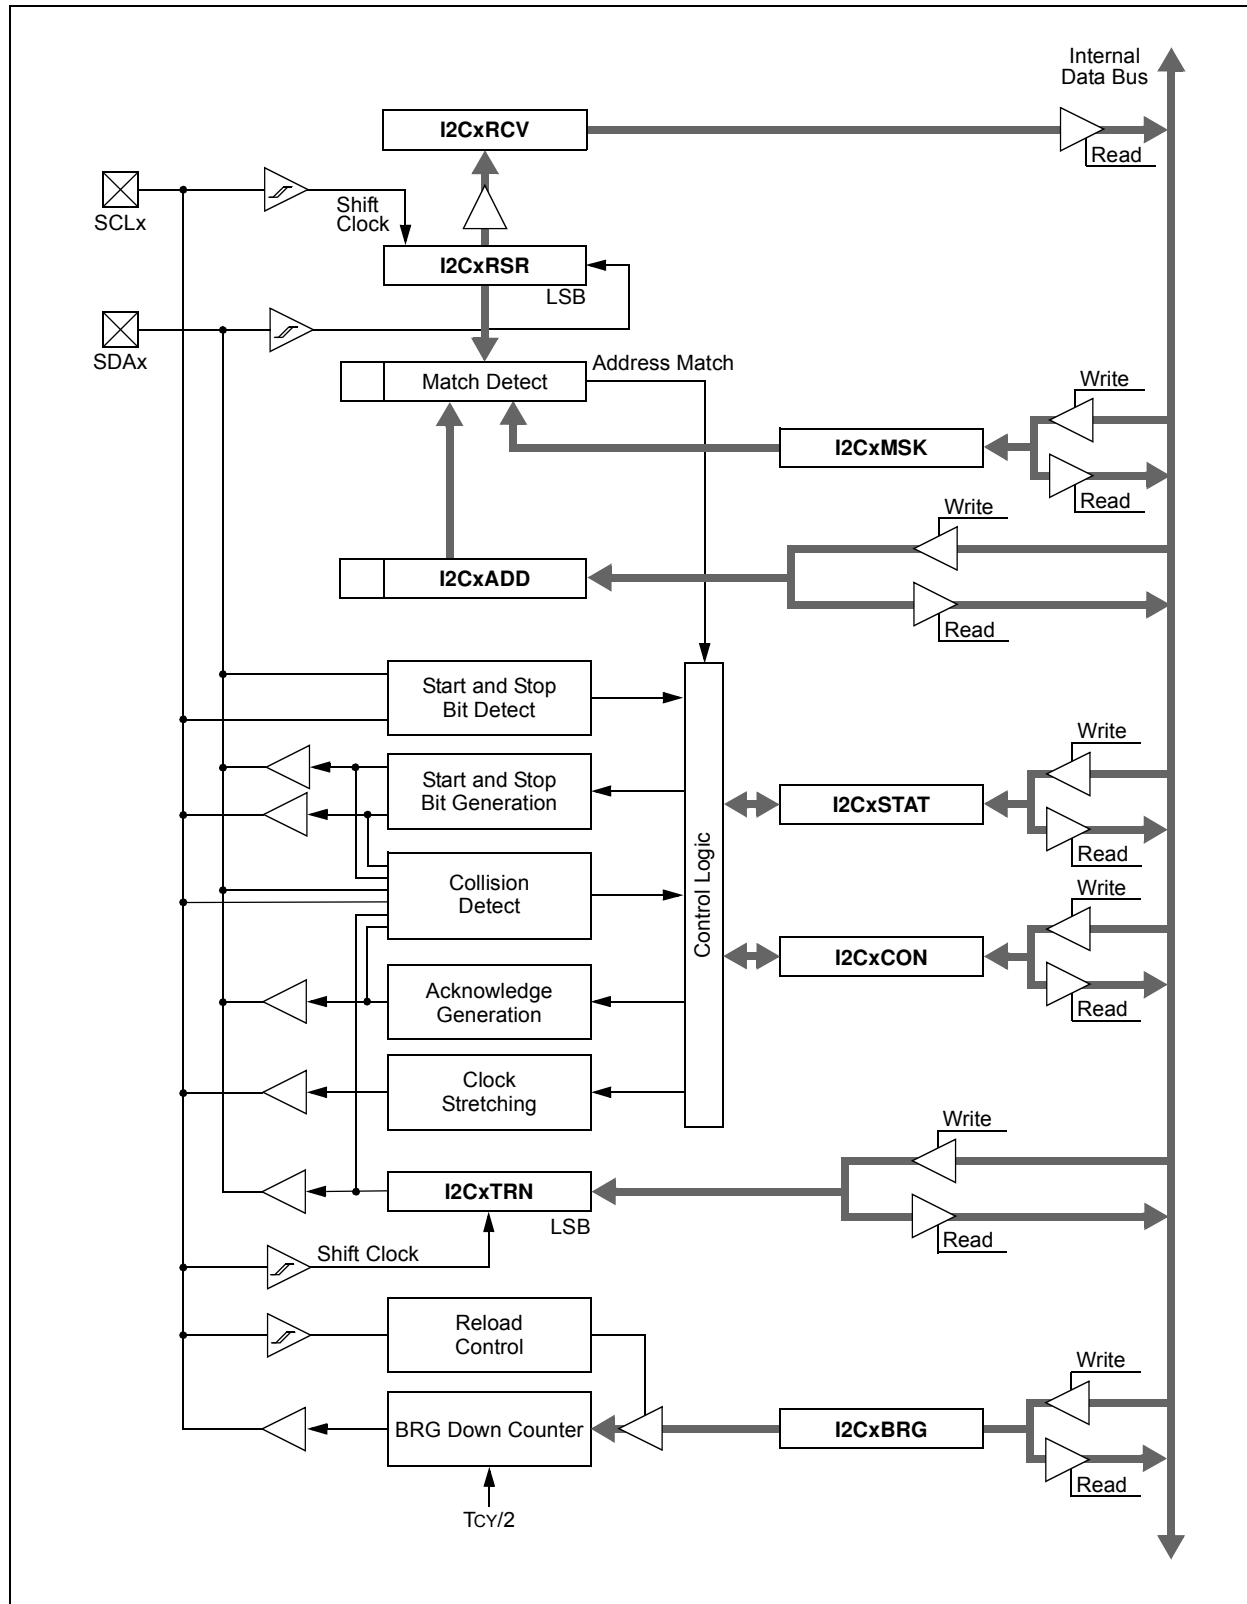 Internal
Data Bus
I2CxRCV
Read
SCLx
Shift
Clock
I2CxRSR
LSB
SDAx
Address Match
Match Detect
Write
I2CxMSK
Read
Write
I2CxADD
Read
Start and Stop
Bit Detect
Write
Start and Stop
Bit Generation
I2CxSTAT
Read
Collision
Detect
Control Logic
Write
I2CxCON
Acknowledge
Generation
Read
Clock
Stretching
Write
I2CxTRN
LSB
Read
Shift Clock
Reload
Control
Write
BRG Down Counter
I2CxBRG
Read
TCY/2